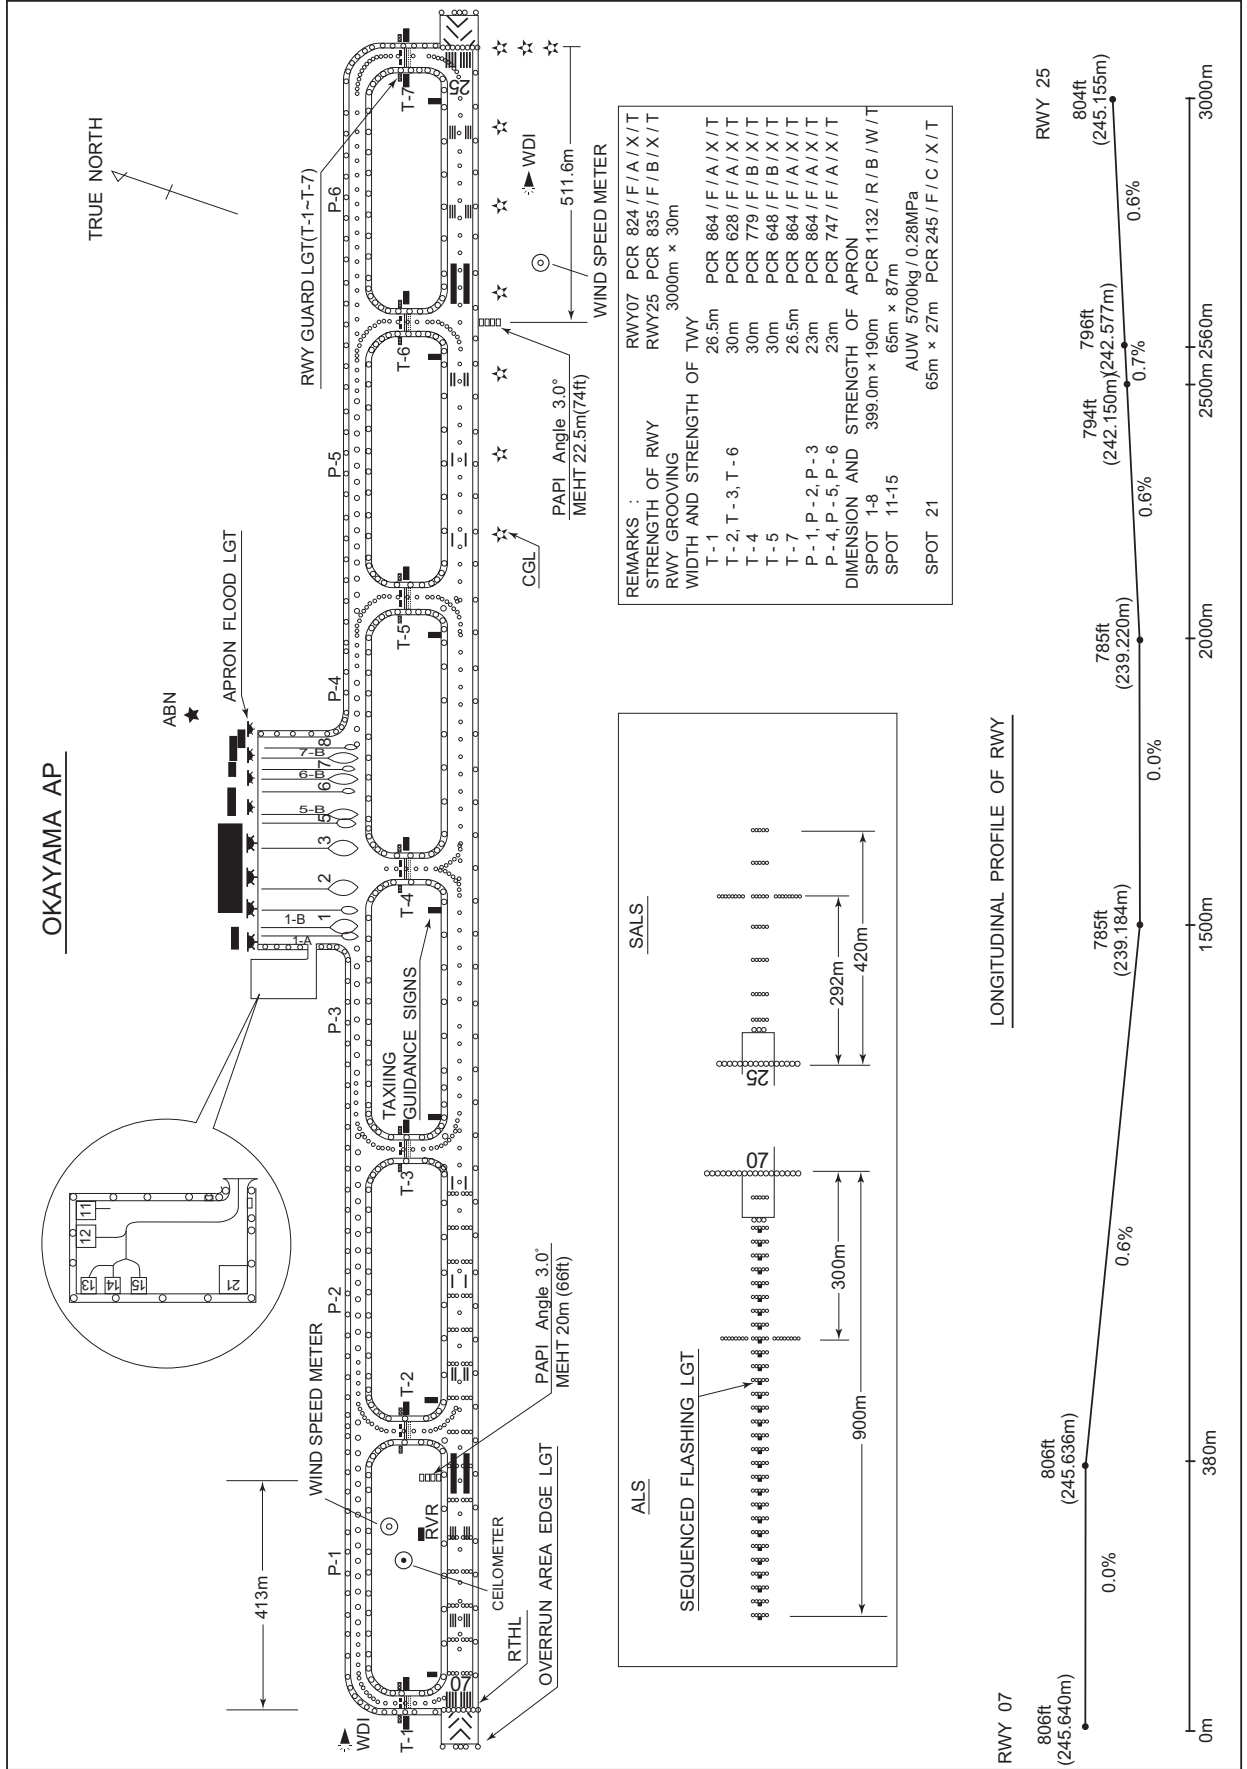 OKAYAMA AP
TRUE NORTH
ABN
APRON FLOOD LGT
RWY GUARD LGT(T-1~T-7)
11
12
13
14
15
21
1-A
1-B
1
2
3
5
5-B
6
6-B
7
7-B
8
P-1
P-2
P-3
P-4
P-5
P-6
413m
WIND SPEED METER
TAXIING
GUIDANCE SIGNS
WDI
T-1
T-2
T-3
T-4
T-5
T-6
T-7
RVR
CEILOMETER
07
25
RTHL
OVERRUN AREA EDGE LGT
PAPI Angle 3.0°
MEHT 20m (66ft)
CGL
PAPI Angle 3.0°
MEHT 22.5m(74ft)
WIND SPEED METER
WDI
511.6m
REMARKS :
STRENGTH OF RWY RWY07 PCR 824 / F / A / X / T
RWY25 PCR 835 / F / B / X / T
RWY GROOVING 3000m × 30m
WIDTH AND STRENGTH OF TWY
T - 1 26.5m PCR 864 / F / A / X / T
T - 2, T - 3, T - 6 30m PCR 628 / F / A / X / T
T - 4 30m PCR 779 / F / B / X / T
T - 5 30m PCR 648 / F / B / X / T
T - 7 26.5m PCR 864 / F / A / X / T
P - 1, P - 2, P - 3 23m PCR 864 / F / A / X / T
P - 4, P - 5, P - 6 23m PCR 747 / F / A / X / T
DIMENSION AND STRENGTH OF APRON
SPOT 1-8 399.0m × 190m PCR 1132 / R / B / W / T
SPOT 11-15 65m × 87m
AUW 5700kg / 0.28MPa
SPOT 21 65m × 27m PCR 245 / F / C / X / T
ALS
SALS
SEQUENCED FLASHING LGT
07
25
300m
900m
292m
420m
LONGITUDINAL PROFILE OF RWY
RWY 07
RWY 25
806ft
(245.640m)
806ft
(245.636m)
785ft
(239.184m)
785ft
(239.220m)
794ft
(242.150m)
796ft
(242.577m)
804ft
(245.155m)
0.0%
0.6%
0.0%
0.6%
0.7%
0.6%
0m
380m
1500m
2000m
2500m
2560m
3000m